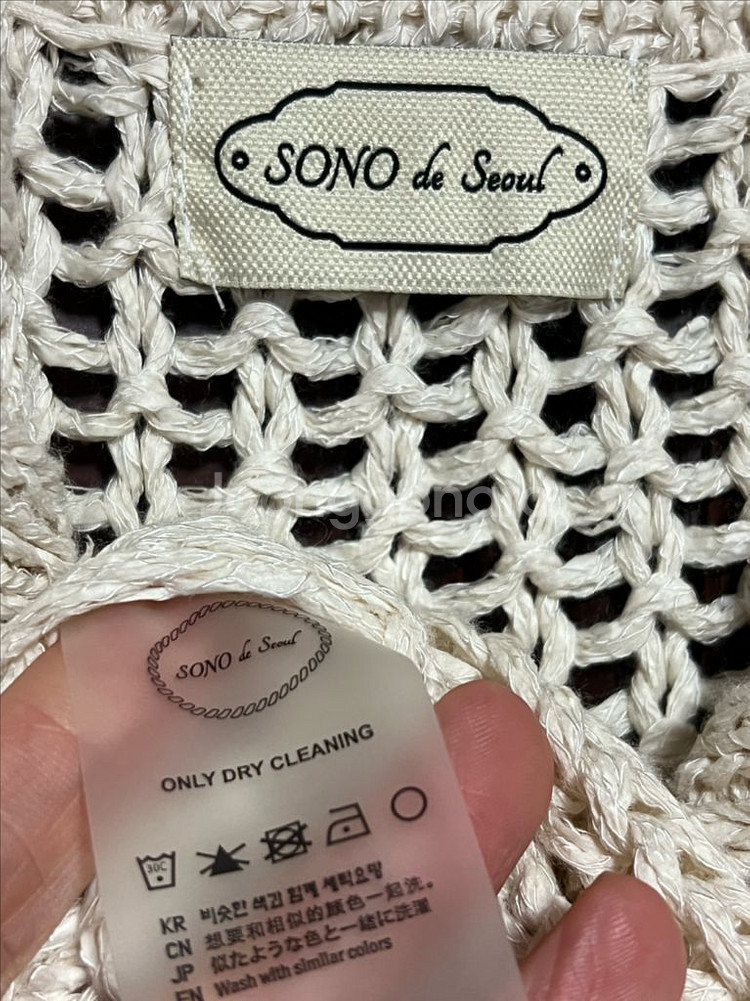 SONO de Seoul
SONO de Seoul
ONLY DRY CLEANING
30C
KR 비슷한 색감 함께 세탁요망
CN 想要和相似的颜色一起洗。
JP 似たような色と一緒に洗濯
EN Wash with similar colors